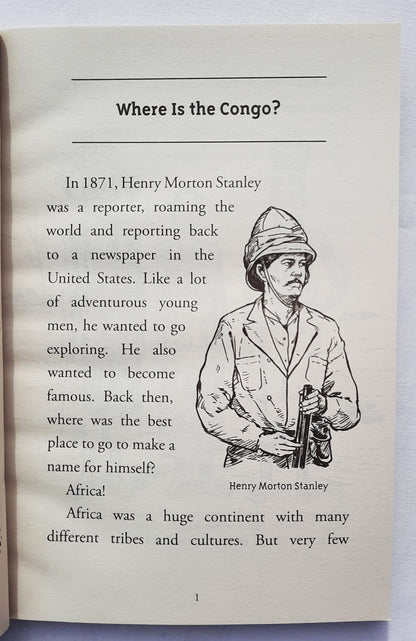 Where Is the Congo?
In 1871, Henry Morton Stanley
was a reporter, roaming the
world and reporting back
to a newspaper in the
United States. Like a lot
of adventurous young
men, he wanted to go
exploring. He also
wanted to become
famous. Back then,
where was the best
place to go to make a
name for himself?
Africa!
Africa was a huge continent with many
different tribes and cultures. But very few
Henry Morton Stanley
1